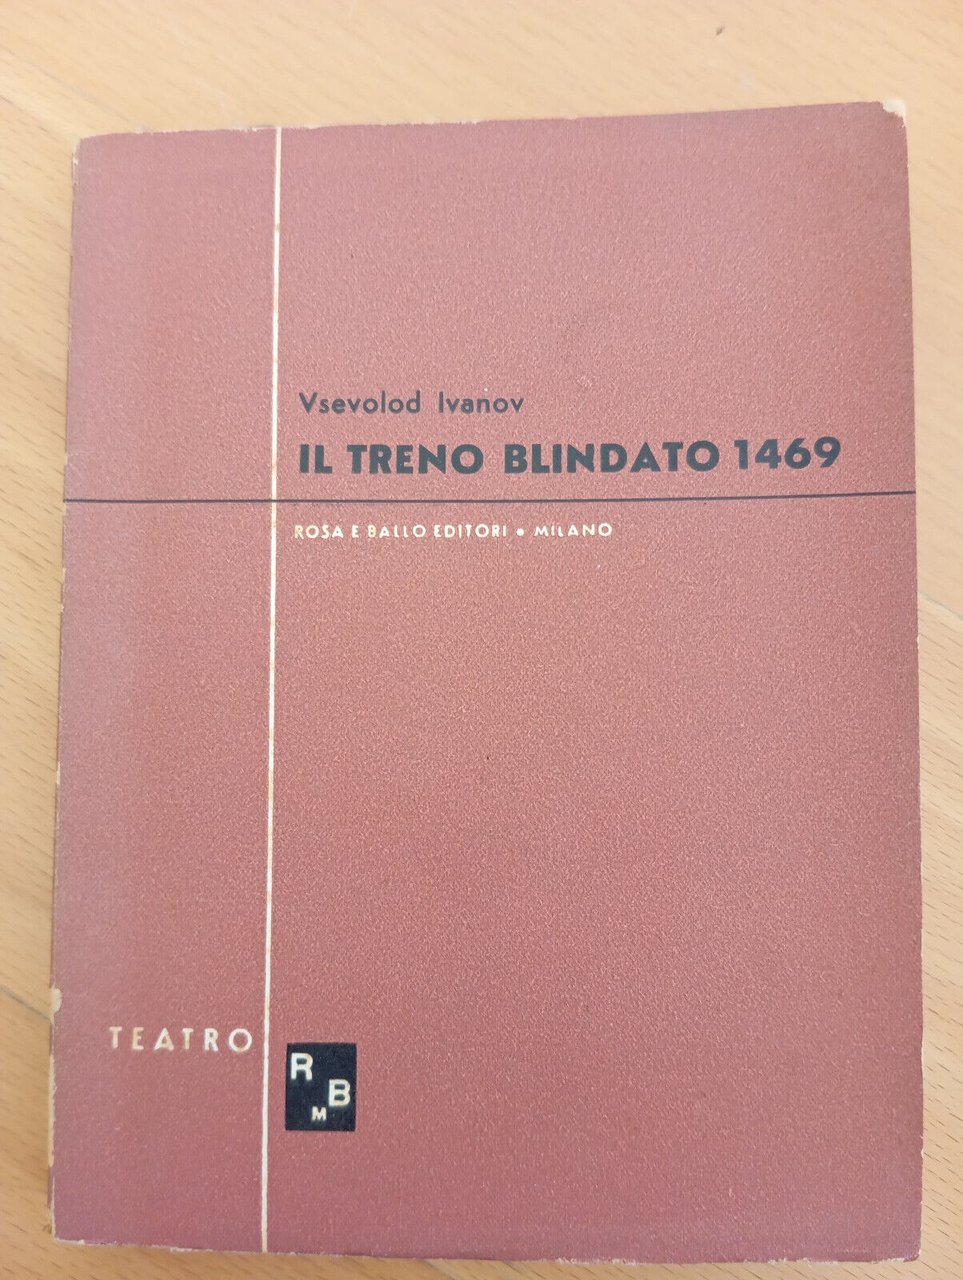 Vsevolod Ivanov
IL TRENO BLINDATO 1469
ROSA E BALLO EDITORI • MILANO
TEATRO
R
B
M